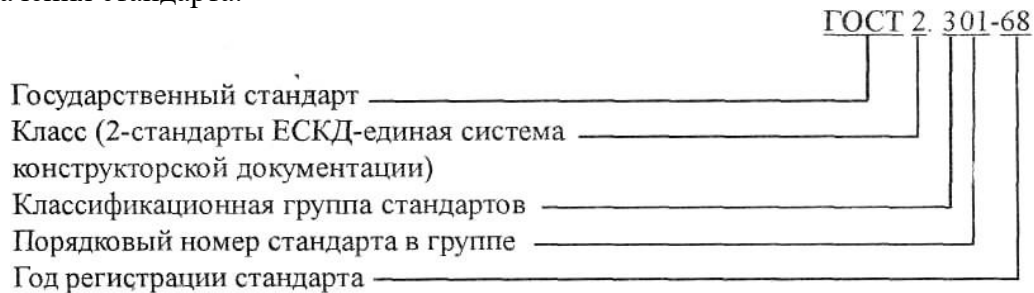 стандарта.
ГОСТ 2. 301-68
Государственный стандарт
Класс (2-стандарты ЕСКД-единая система
конструкторской документации)
Классификационная группа стандартов
Порядковый номер стандарта в группе
Год регистрации стандарта